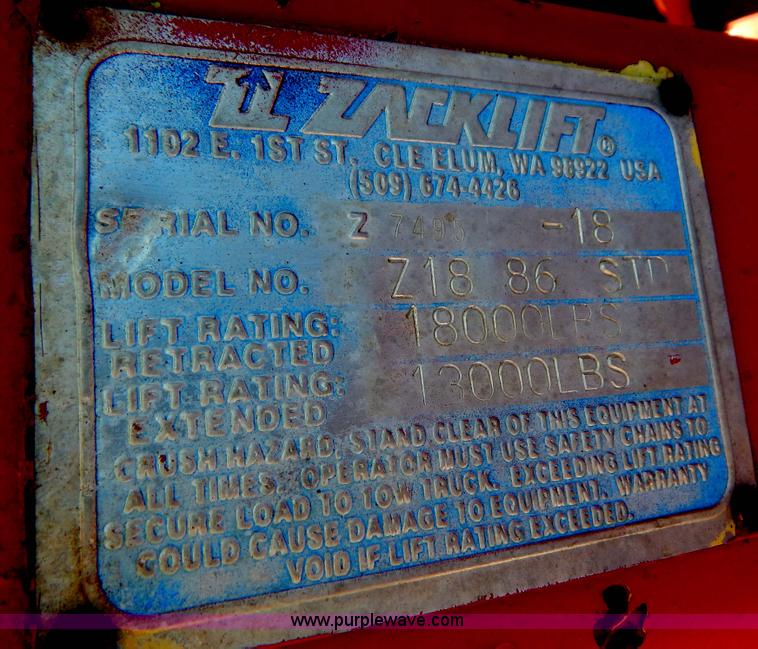 ZACKLIFT®
1102 E. 1ST ST. CLE ELUM, WA 98922 USA
(509) 674-4426
SERIAL NO. Z 7495 -18
MODEL NO. Z18 86 STD
LIFT RATING: 18000LBS
RETRACTED
LIFT RATING: 13000LBS
EXTENDED
CRUSH HAZARD, STAND CLEAR OF THIS EQUIPMENT AT
ALL TIMES. OPERATOR MUST USE SAFETY CHAINS TO
SECURE LOAD TO TOW TRUCK. EXCEEDING LIFT RATING
COULD CAUSE DAMAGE TO EQUIPMENT. WARRANTY
VOID IF LIFT RATING EXCEEDED.
www.purplewave.com